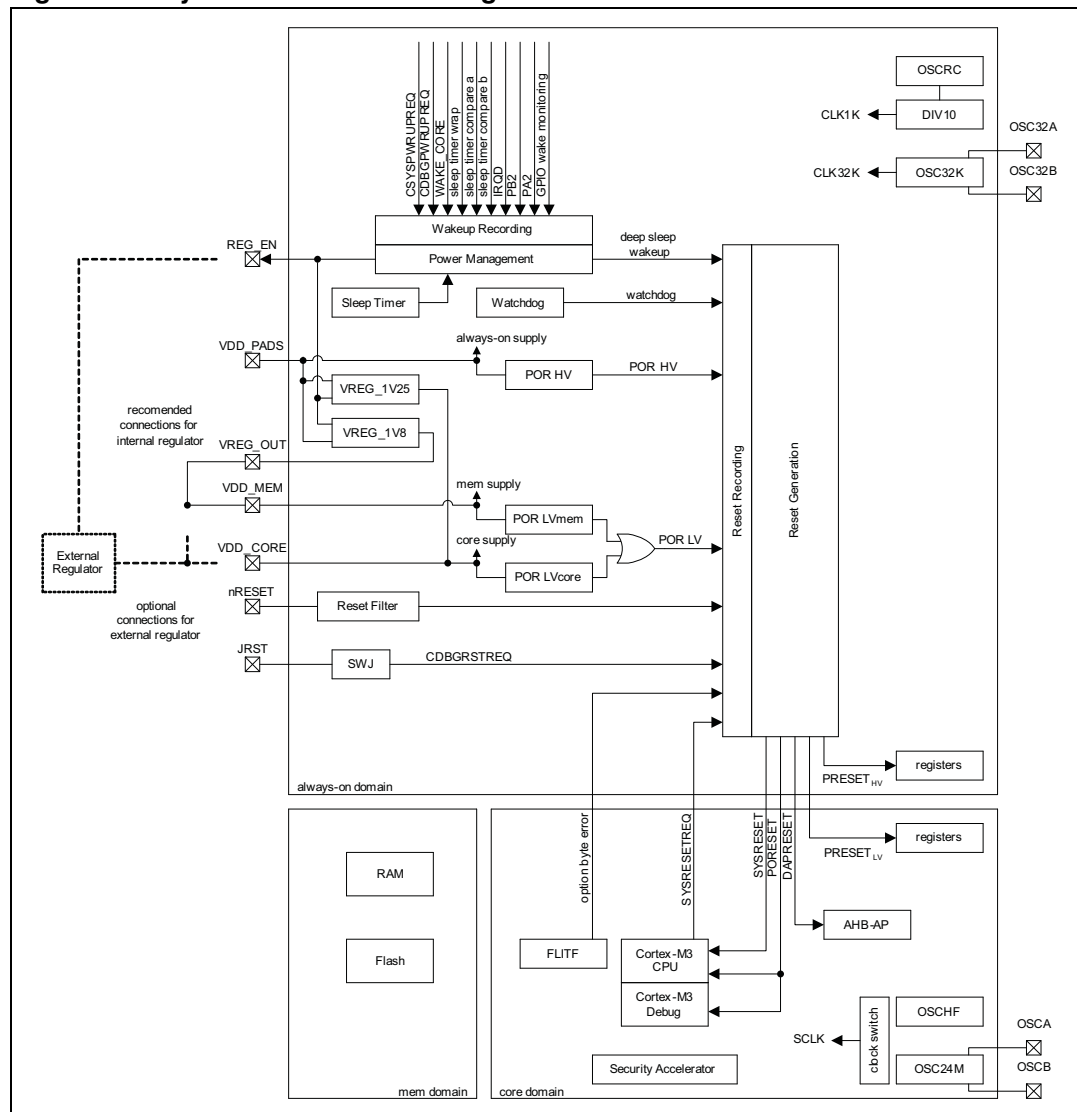 CSYSPWRUPREQ
CDBGPWRUPREQ
WAKE_CORE
sleep timer wrap
sleep timer compare a
sleep timer compare b
IRQD
PB2
PA2
GPIO wake monitoring
OSCRC
CLK1K
DIV10
OSC32A
CLK32K
OSC32K
OSC32B
Wakeup Recording
REG_EN
Power Management
deep sleep
wakeup
Sleep Timer
Watchdog
watchdog
VDD_PADS
always-on supply
POR HV
POR HV
VREG_1V25
recomended
connections for
internal regulator
VREG_1V8
VREG_OUT
Reset Recording
Reset Generation
VDD_MEM
mem supply
POR LVmem
External
Regulator
VDD_CORE
core supply
POR LV
POR LVcore
optional
connections for
external regulator
nRESET
Reset Filter
JRST
SWJ
CDBGRSTREQ
PRESET HV
registers
always-on domain
option byte error
SYSRESETREQ
SYSRESET
PORESET
DAPRESET
PRESET LV
registers
RAM
AHB-AP
Flash
FLITF
Cortex-M3
CPU
Cortex-M3
Debug
SCLK
clock switch
OSCHF
OSCA
OSC24M
OSCB
Security Accelerator
mem domain
core domain